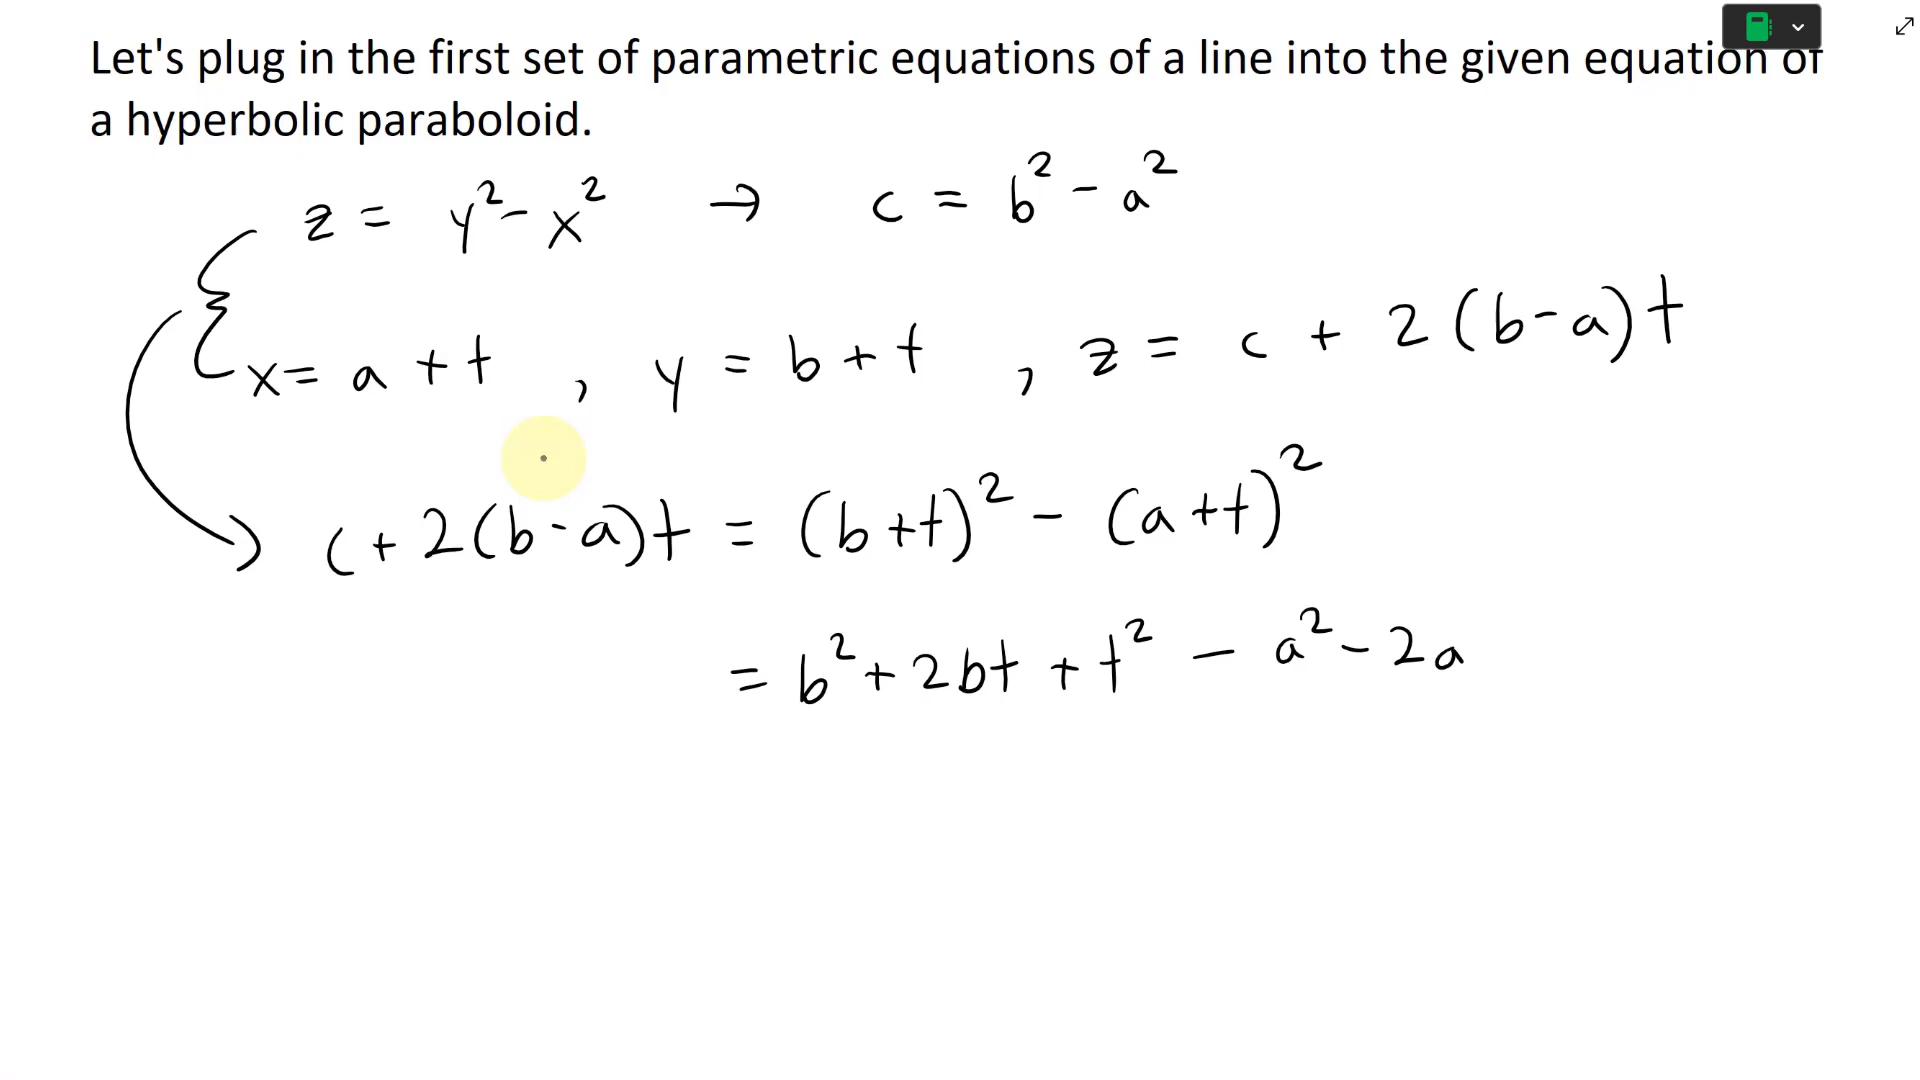 Let's plug in the first set of parametric equations of a line into the given equation of
a hyperbolic paraboloid.
z = y² - x² → c = b² - a²
x = a + t , y = b + t , z = c + 2(b-a)t
c + 2(b-a)t = (b+t)² - (a+t)²
= b² + 2bt + t² - a² - 2a